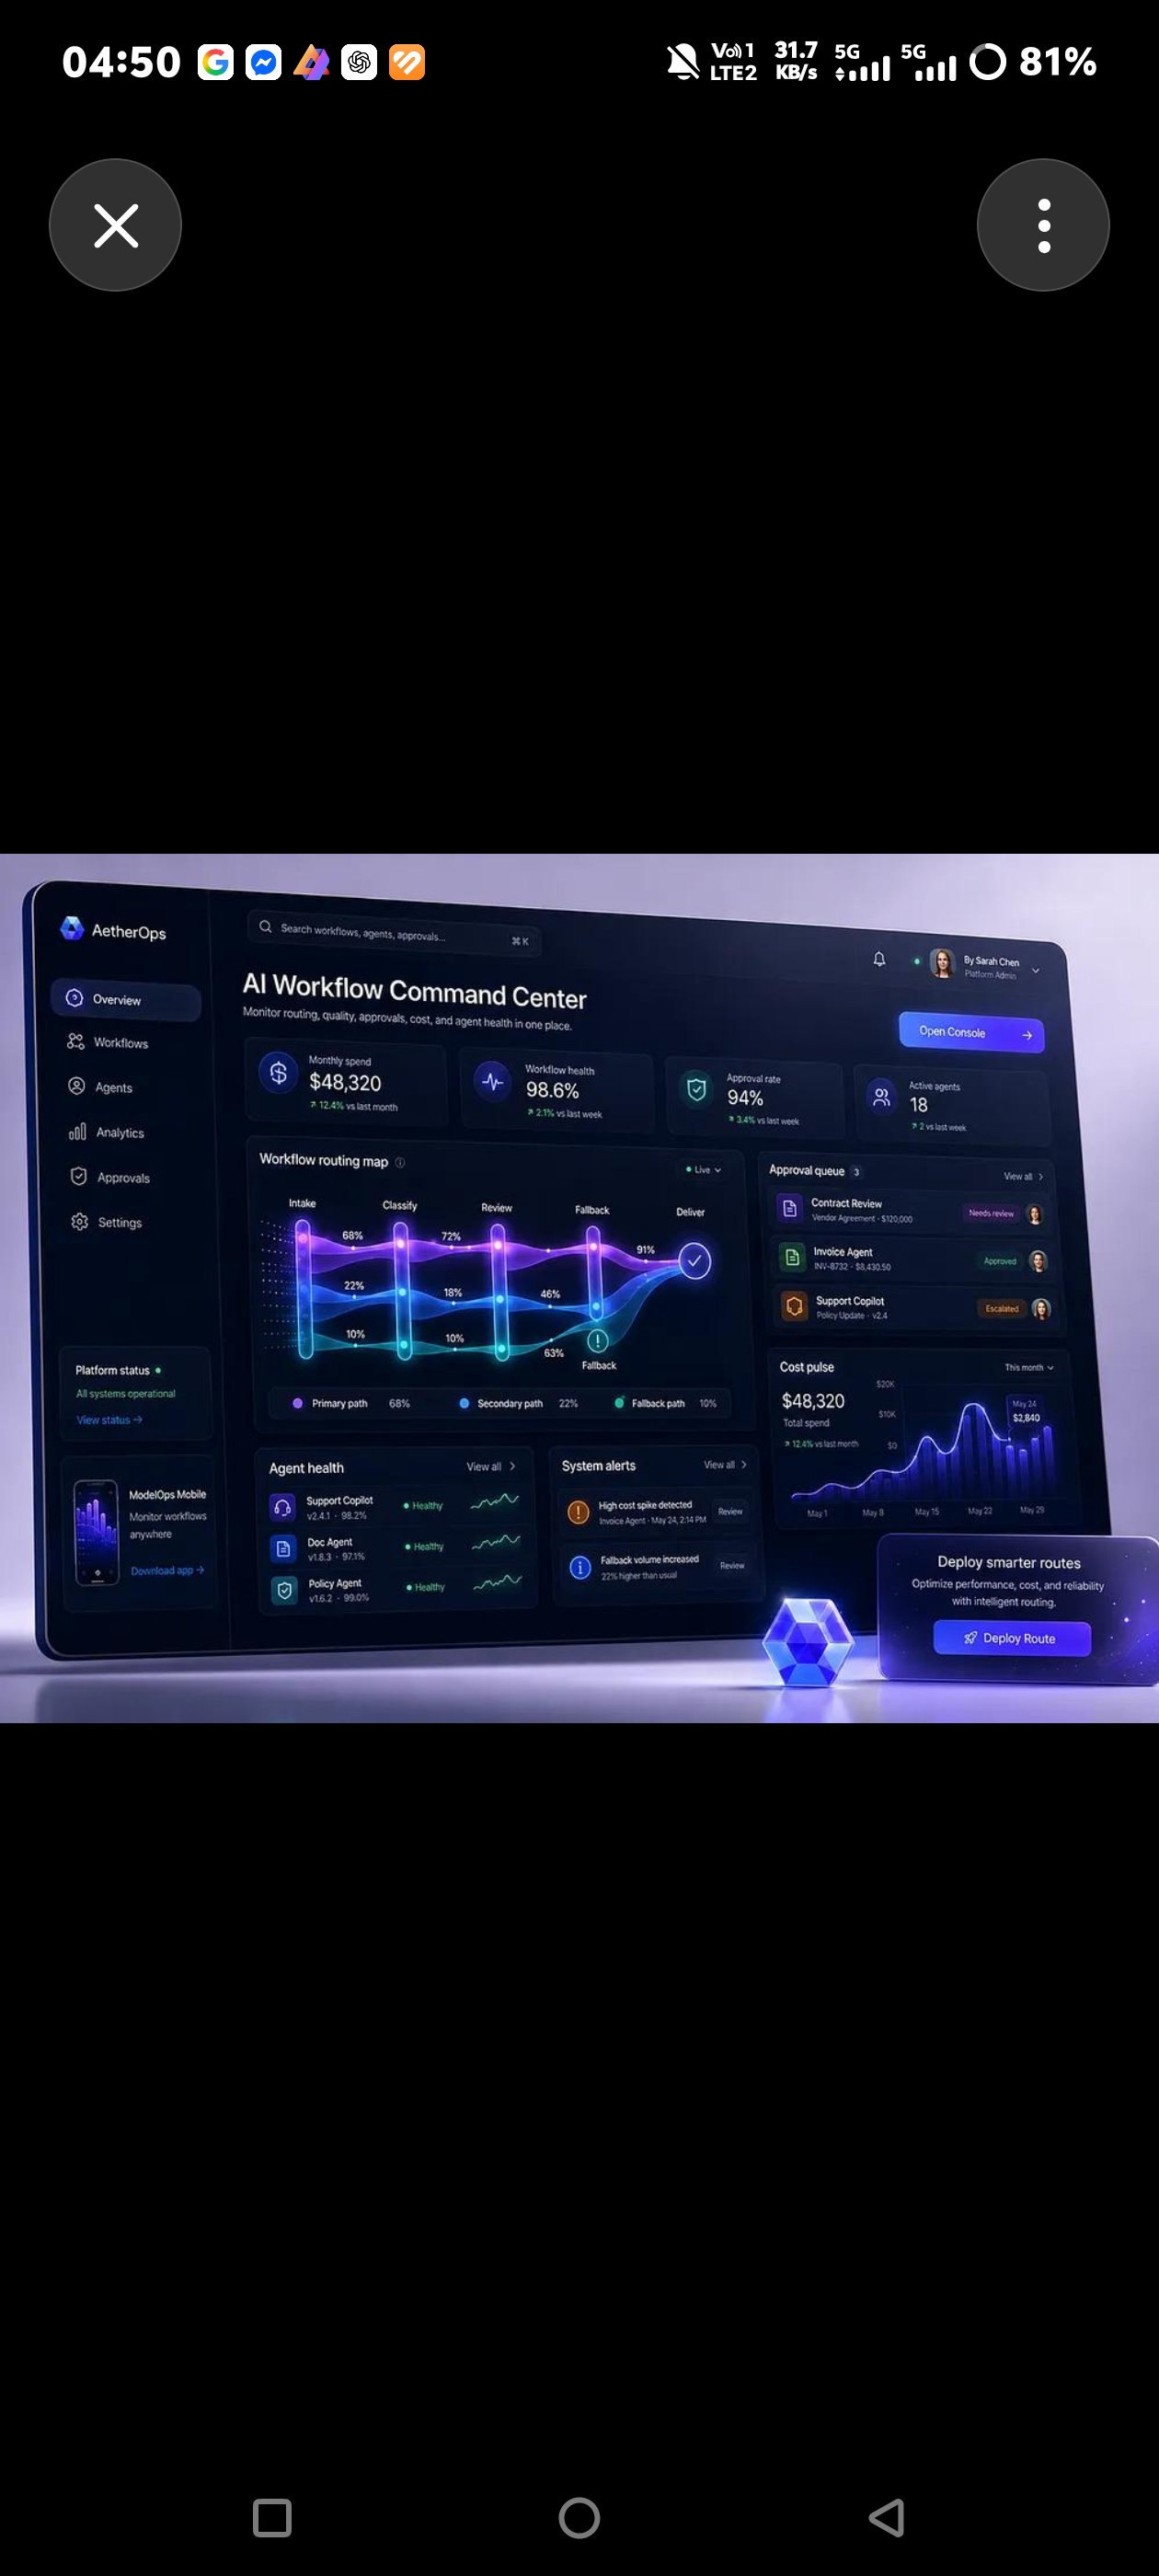 04:50
Vo)) 1
LTE2
31.7
KB/s
5G
5G
81%
AetherOps
Search workflows, agents, approvals...
⌘K
By Sarah Chen
Platform Admin
Overview
Workflows
Agents
Analytics
Approvals
Settings
AI Workflow Command Center
Monitor routing, quality, approvals, cost, and agent health in one place.
Open Console →
Monthly spend
$48,320
↗ 12.4% vs last month
Workflow health
98.6%
↗ 2.1% vs last week
Approval rate
94%
↗ 3.4% vs last week
Active agents
18
↗ 2 vs last week
Workflow routing map
Live
Intake
Classify
Review
Fallback
Deliver
68%
72%
91%
22%
18%
46%
10%
10%
63%
Fallback
Primary path 68%
Secondary path 22%
Fallback path 10%
Approval queue 3
View all >
Contract Review
Vendor Agreement · $120,000
Needs review
Invoice Agent
INV-8732 · $8,430.50
Approved
Support Copilot
Policy Update · v2.4
Escalated
Cost pulse
This month
$48,320
Total spend
↗ 12.4% vs last month
$20K
$10K
$0
May 24
$2,840
May 1
May 8
May 15
May 22
May 29
Platform status
All systems operational
View status →
ModelOps Mobile
Monitor workflows
anywhere
Download app →
Agent health
View all >
Support Copilot
v2.4.1 · 98.2%
Healthy
Doc Agent
v1.8.3 · 97.1%
Healthy
Policy Agent
v1.6.2 · 99.0%
Healthy
System alerts
View all >
High cost spike detected
Invoice Agent · May 24, 2:14 PM
Review
Fallback volume increased
22% higher than usual
Review
Deploy smarter routes
Optimize performance, cost, and reliability
with intelligent routing.
Deploy Route